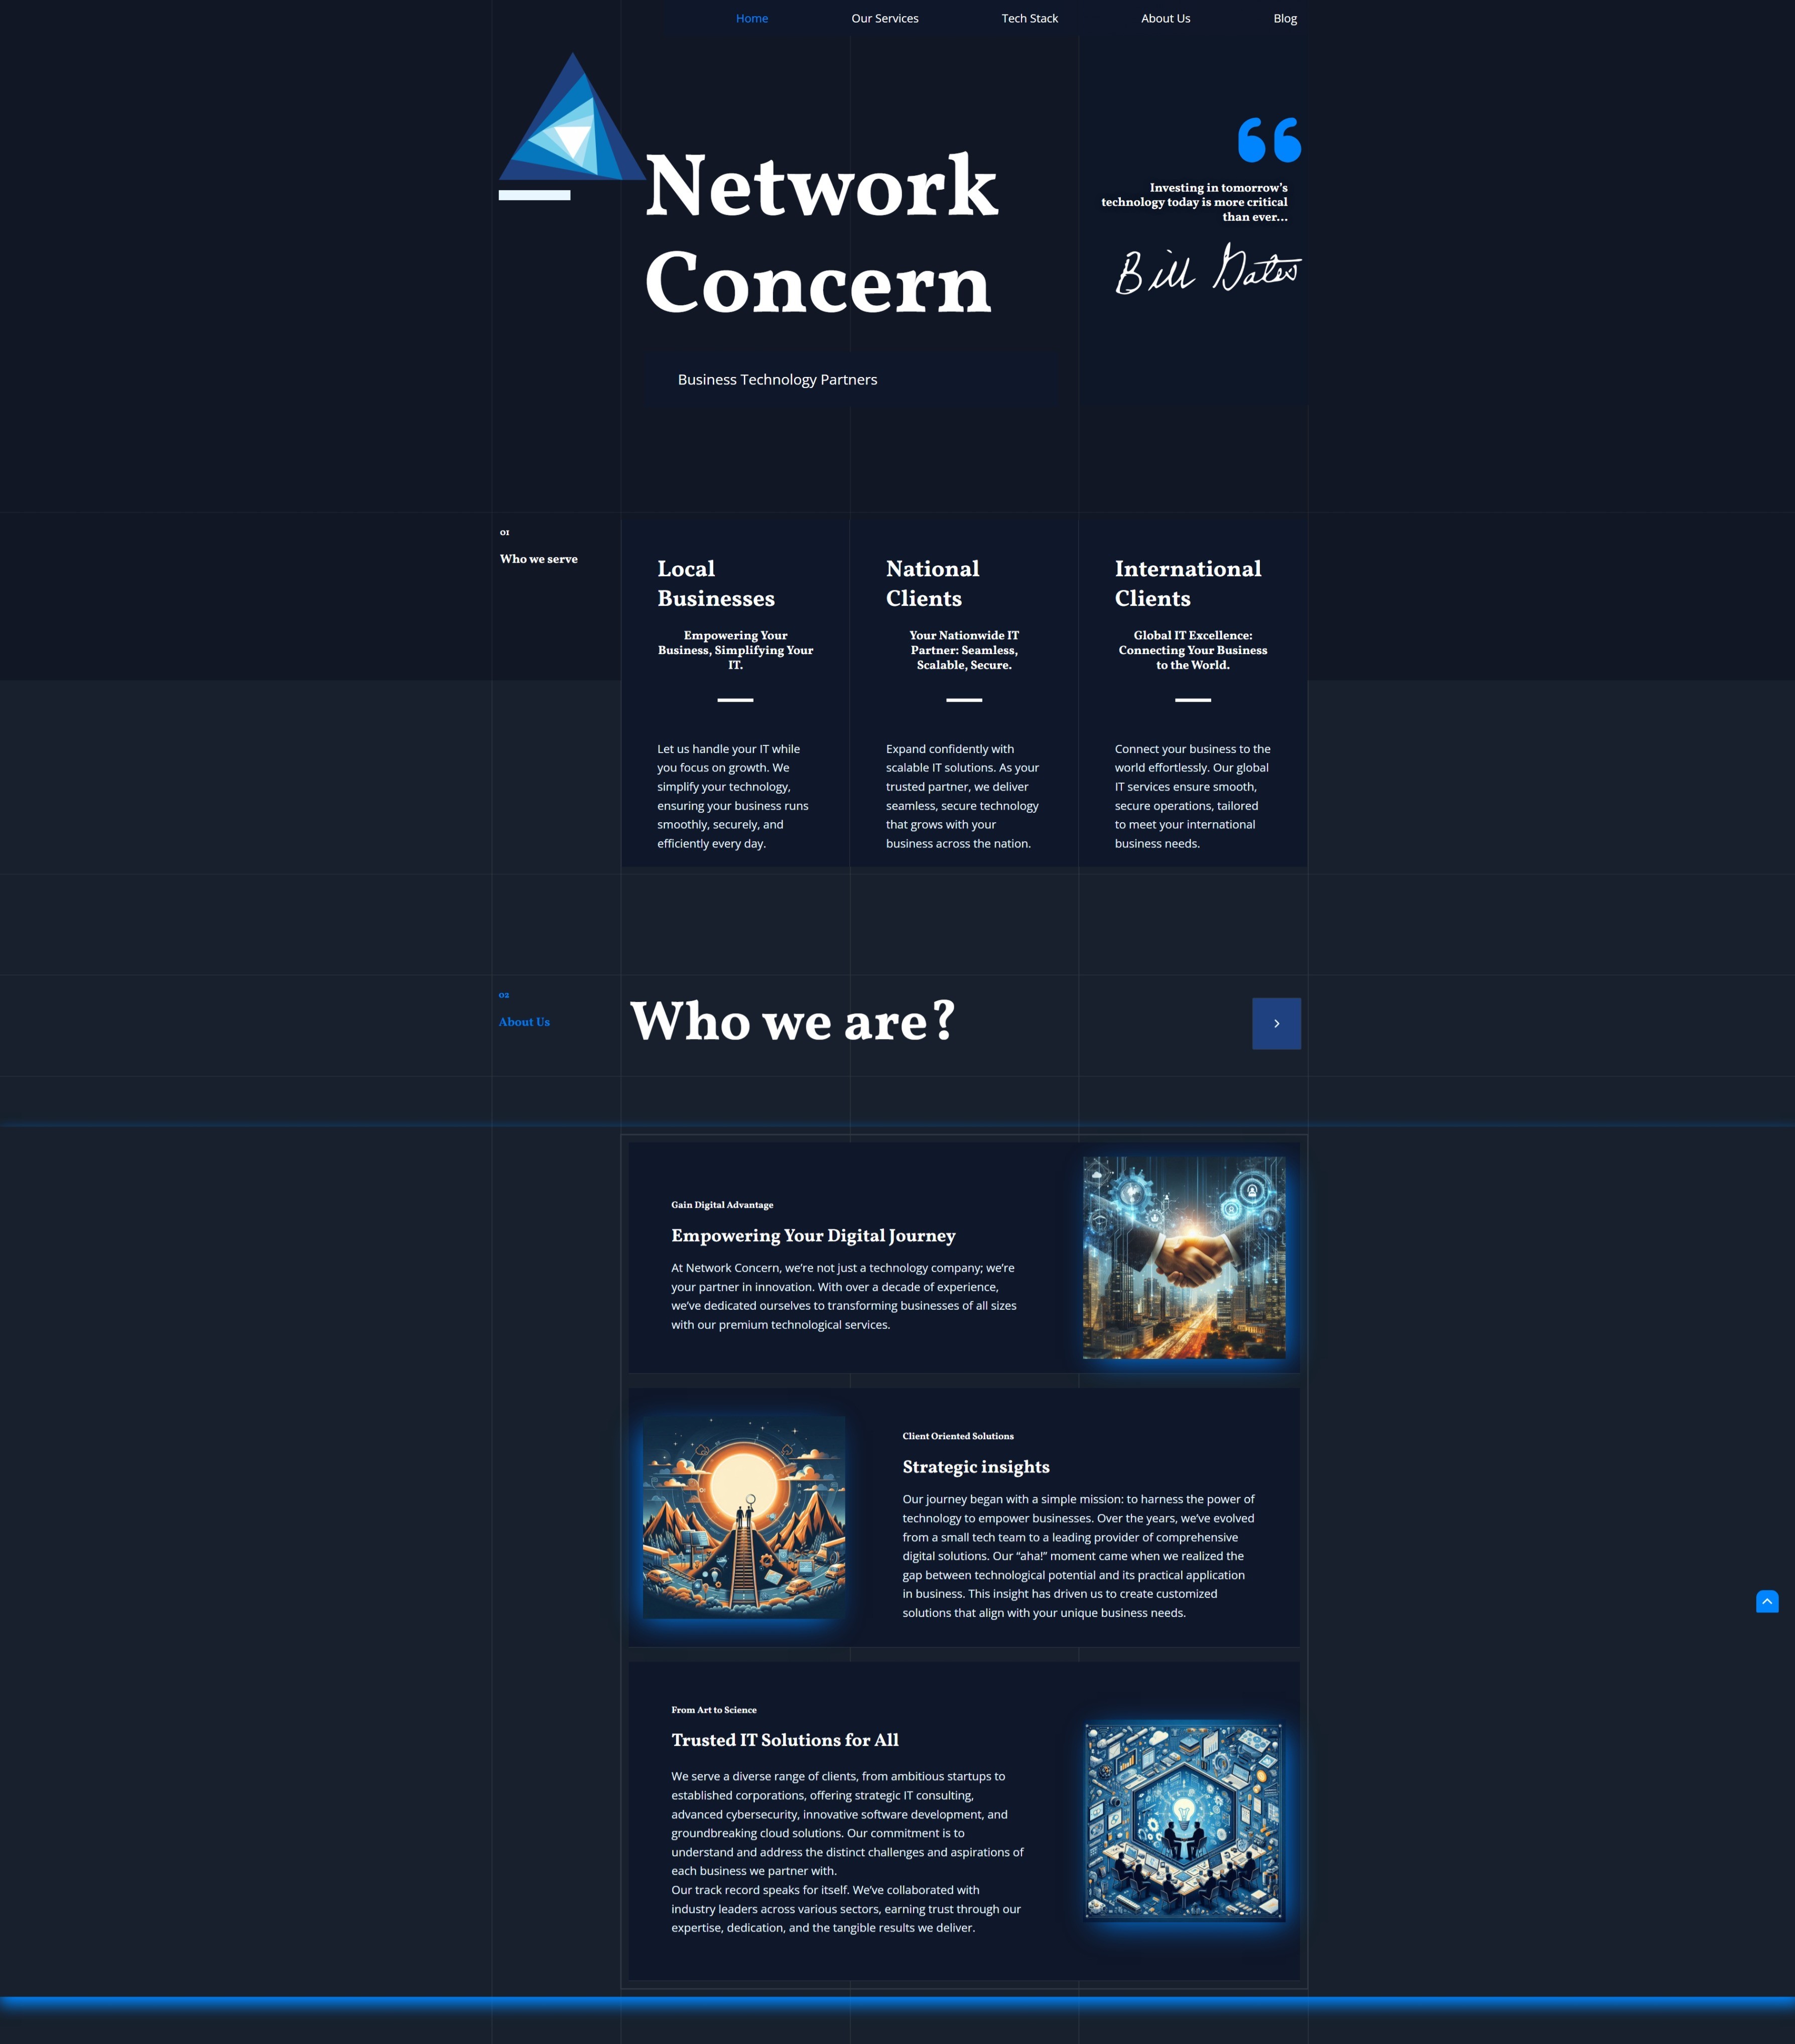 Home Our Services Tech Stack About Us Blog
Network
Concern
Business Technology Partners
Investing in tomorrow's
technology today is more critical
than ever...
Bill Gates
01
Who we serve
Local
Businesses
Empowering Your
Business, Simplifying Your
IT.
Let us handle your IT while
you focus on growth. We
simplify your technology,
ensuring your business runs
smoothly, securely, and
efficiently every day.
National
Clients
Your Nationwide IT
Partner: Seamless,
Scalable, Secure.
Expand confidently with
scalable IT solutions. As your
trusted partner, we deliver
seamless, secure technology
that grows with your
business across the nation.
International
Clients
Global IT Excellence:
Connecting Your Business
to the World.
Connect your business to the
world effortlessly. Our global
IT services ensure smooth,
secure operations, tailored
to meet your international
business needs.
02
About Us
Who we are?
Gain Digital Advantage
Empowering Your Digital Journey
At Network Concern, we’re not just a technology company; we’re
your partner in innovation. With over a decade of experience,
we’ve dedicated ourselves to transforming businesses of all sizes
with our premium technological services.
Client Oriented Solutions
Strategic insights
Our journey began with a simple mission: to harness the power of
technology to empower businesses. Over the years, we’ve evolved
from a small tech team to a leading provider of comprehensive
digital solutions. Our “aha!” moment came when we realized the
gap between technological potential and its practical application
in business. This insight has driven us to create customized
solutions that align with your unique business needs.
From Art to Science
Trusted IT Solutions for All
We serve a diverse range of clients, from ambitious startups to
established corporations, offering strategic IT consulting,
advanced cybersecurity, innovative software development, and
groundbreaking cloud solutions. Our commitment is to
understand and address the distinct challenges and aspirations of
each business we partner with.
Our track record speaks for itself. We’ve collaborated with
industry leaders across various sectors, earning trust through our
expertise, dedication, and the tangible results we deliver.